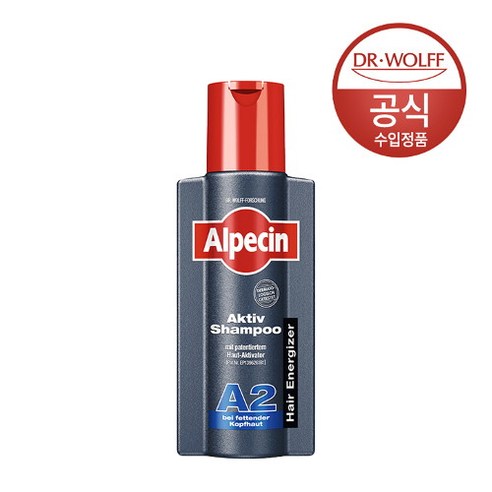 DR·WOLFF
공식
수입정품
DR. WOLFF-FORSCHUNG
Alpecin
Aktiv
Shampoo
mit patentiertem
Haut-Aktivator
Hair Energizer
A2
bei fettender
Kopfhaut